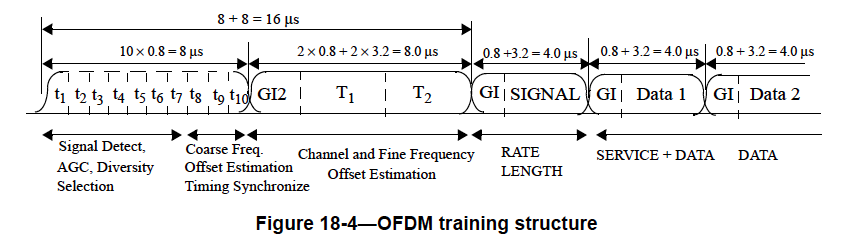 8 + 8 = 16 µs
10 × 0.8 = 8 µs
2 × 0.8 + 2 × 3.2 = 8.0 µs
0.8 +3.2 = 4.0 µs
0.8 + 3.2 = 4.0 µs
0.8 + 3.2 = 4.0 µs
t1 t2 t3 t4 t5 t6 t7 t8 t9 t10 GI2 T1 T2 GI SIGNAL GI Data 1 GI Data 2
Signal Detect,
AGC, Diversity
Selection
Coarse Freq.
Offset Estimation
Timing Synchronize
Channel and Fine Frequency
Offset Estimation
RATE
LENGTH
SERVICE + DATA
DATA
Figure 18-4—OFDM training structure